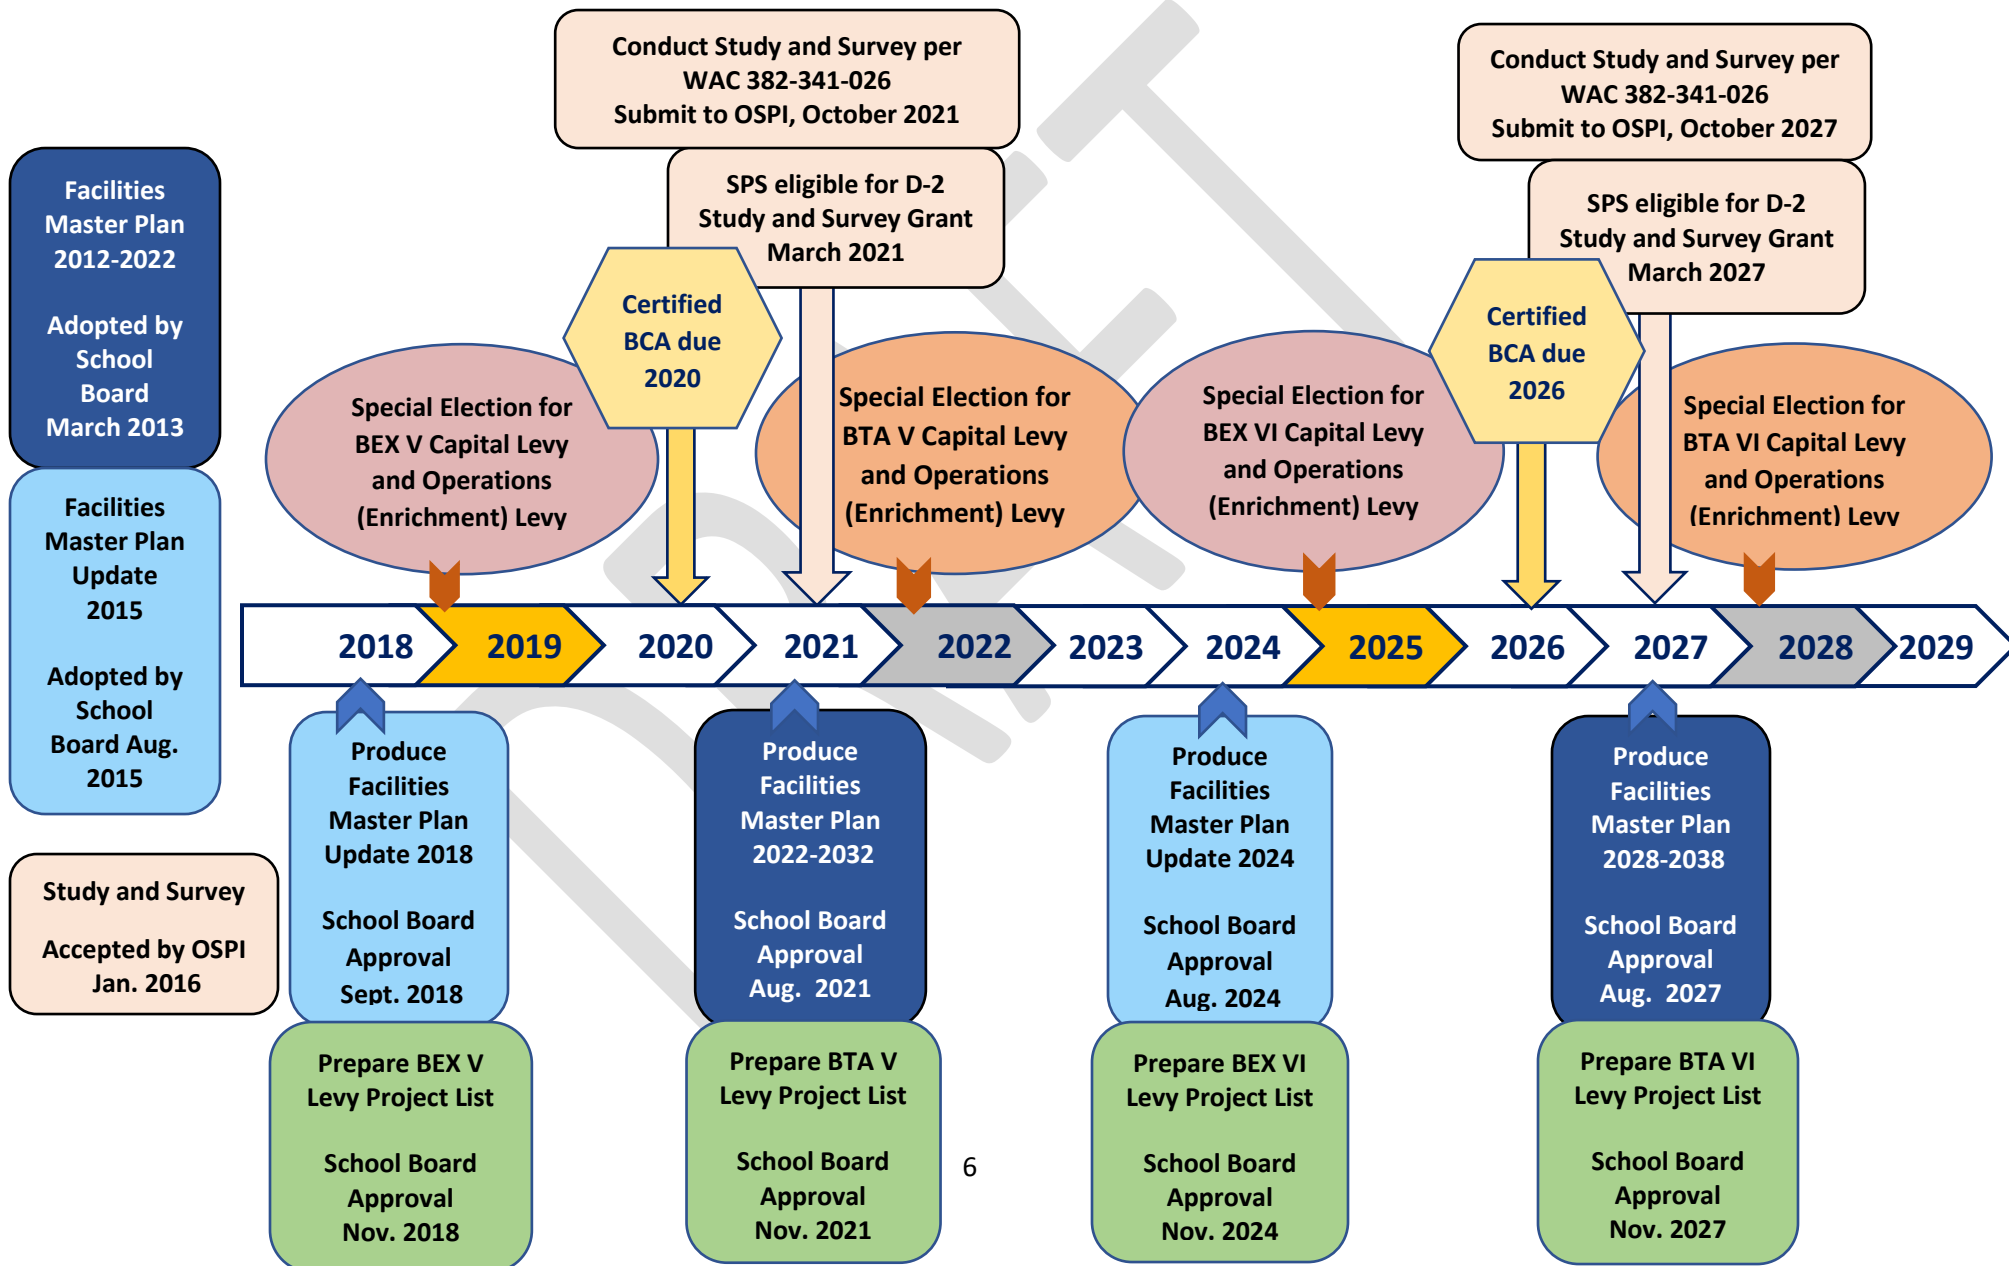 Conduct Study and Survey per
WAC 382-341-026
Submit to OSPI, October 2021
Conduct Study and Survey per
WAC 382-341-026
Submit to OSPI, October 2027
SPS eligible for D-2
Study and Survey Grant
March 2021
SPS eligible for D-2
Study and Survey Grant
March 2027
Facilities
Master Plan
2012-2022
Adopted by
School
Board
March 2013
Facilities
Master Plan
Update
2015
Adopted by
School
Board Aug.
2015
Study and Survey
Accepted by OSPI
Jan. 2016
Certified
BCA due
2020
Certified
BCA due
2026
Special Election for
BEX V Capital Levy
and Operations
(Enrichment) Levy
Special Election for
BTA V Capital Levy
and Operations
(Enrichment) Levy
Special Election for
BEX VI Capital Levy
and Operations
(Enrichment) Levy
Special Election for
BTA VI Capital Levy
and Operations
(Enrichment) Levy
2018 2019 2020 2021 2022 2023 2024 2025 2026 2027 2028 2029
Produce
Facilities
Master Plan
Update 2018
School Board
Approval
Sept. 2018
Produce
Facilities
Master Plan
2022-2032
School Board
Approval
Aug. 2021
Produce
Facilities
Master Plan
Update 2024
School Board
Approval
Aug. 2024
Produce
Facilities
Master Plan
2028-2038
School Board
Approval
Aug. 2027
Prepare BEX V
Levy Project List
School Board
Approval
Nov. 2018
Prepare BTA V
Levy Project List
School Board
Approval
Nov. 2021
Prepare BEX VI
Levy Project List
School Board
Approval
Nov. 2024
Prepare BTA VI
Levy Project List
School Board
Approval
Nov. 2027
6
DRAFT